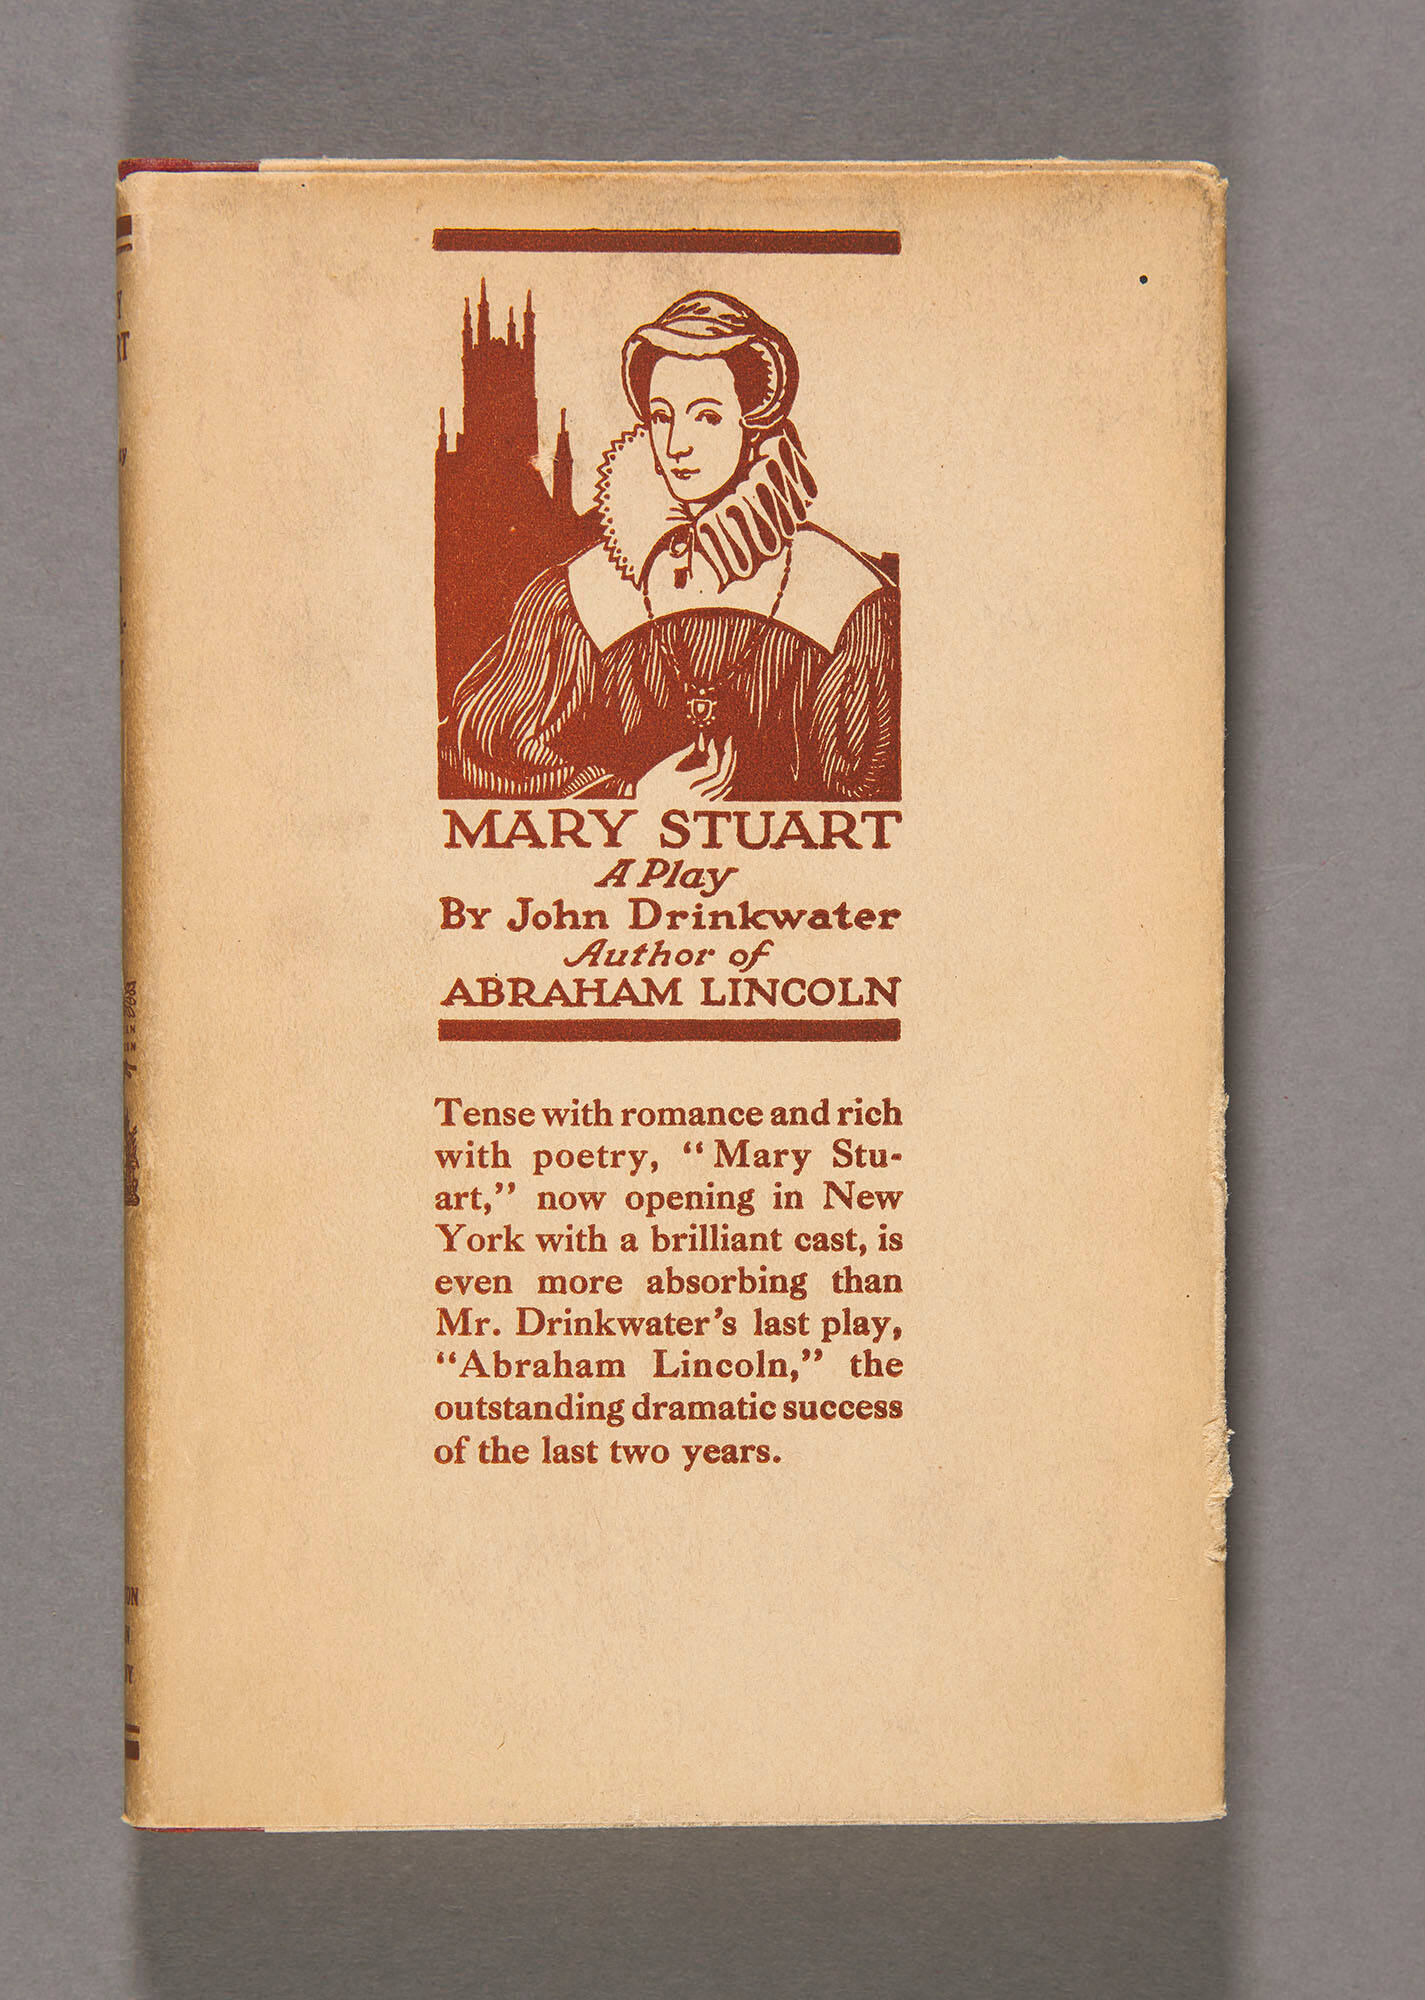 MARY STUART
A Play
By John Drinkwater
Author of
ABRAHAM LINCOLN
Tense with romance and rich
with poetry, "Mary Stu-
art," now opening in New
York with a brilliant cast, is
even more absorbing than
Mr. Drinkwater's last play,
"Abraham Lincoln," the
outstanding dramatic success
of the last two years.